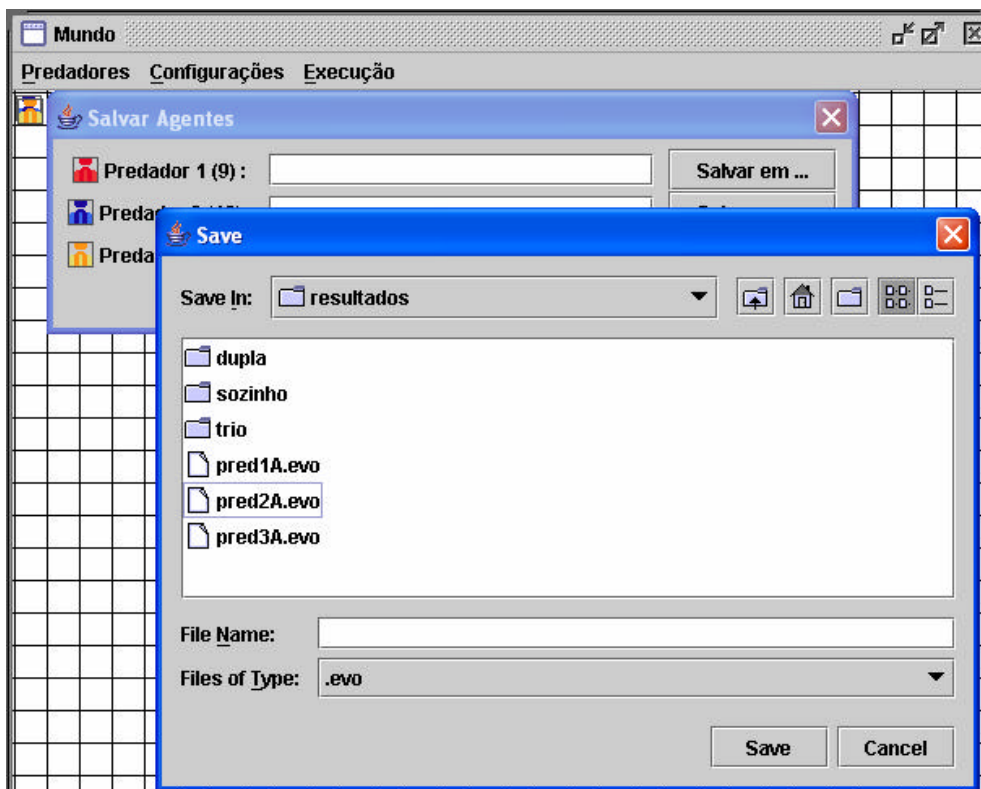 Mundo
Predadores Configurações Execução
Salvar Agentes
Predador 1 (9) :
Salvar em ...
Save
Save In:
resultados
dupla
sozinho
trio
pred1A.evo
pred2A.evo
pred3A.evo
File Name:
Files of Type:
.evo
Save
Cancel